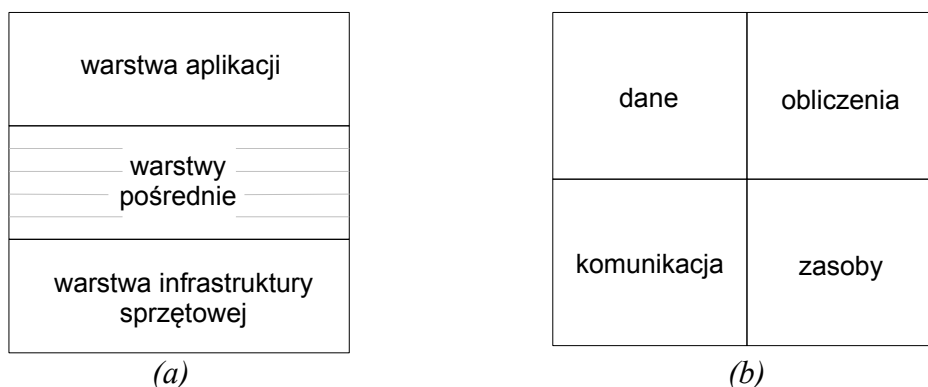 warstwa aplikacji
warstwy
pośrednie
warstwa infrastruktury
sprzętowej
(a)
dane
obliczenia
komunikacja
zasoby
(b)